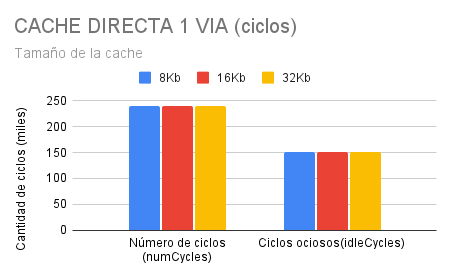 CACHE DIRECTA 1 VIA (ciclos)
Tamaño de la cache
8Kb 16Kb 32Kb
Cantidad de ciclos (miles)
250
200
150
100
50
0
Número de ciclos
(numCycles)
Ciclos ociosos(idleCycles)